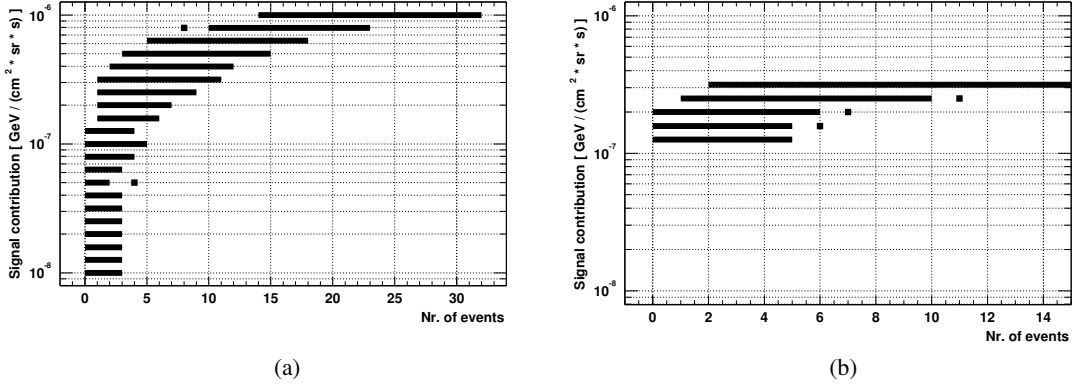 Signal contribution [ GeV / (cm ² * sr * s) ]
10⁻⁶
10⁻⁷
10⁻⁸
0 5 10 15 20 25 30
Nr. of events
(a)
Signal contribution [ GeV / (cm ² * sr * s) ]
10⁻⁶
10⁻⁷
10⁻⁸
0 2 4 6 8 10 12 14
Nr. of events
(b)